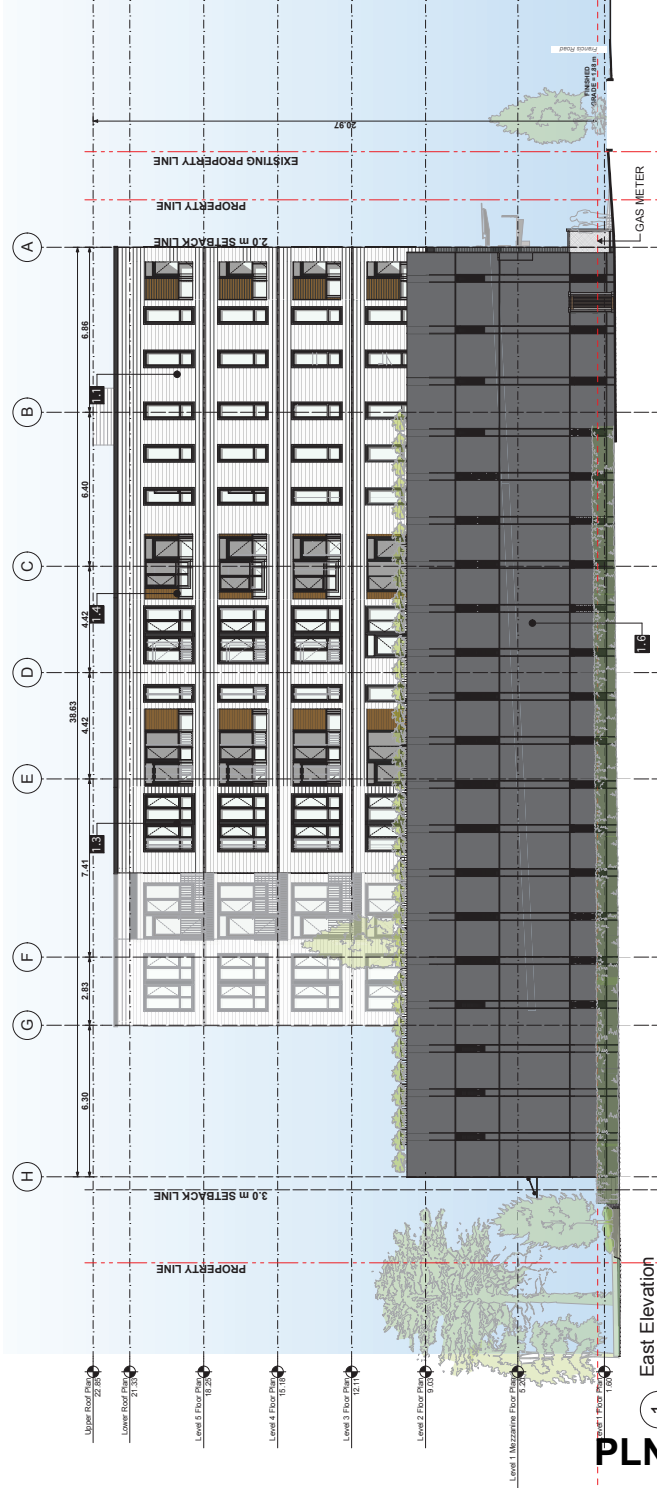 Francis Road
FINISHED
GRADE = 1.88 m
20.97
EXISTING PROPERTY LINE
PROPERTY LINE
2.0 m SETBACK LINE
GAS METER
A
6.86
1.1
B
6.40
C
1.4
4.42
D
38.63
4.42
1.6
E
1.3
7.41
F
2.83
G
6.30
H
3.0 m SETBACK LINE
PROPERTY LINE
Upper Roof Plan
22.85
Lower Roof Plan
21.33
Level 5 Floor Plan
18.25
Level 4 Floor Plan
15.18
Level 3 Floor Plan
12.11
Level 2 Floor Plan
9.03
Level 1 Mezzanine Floor Plan
5.20
Level 1 Floor Plan
1.60
East Elevation
PLN